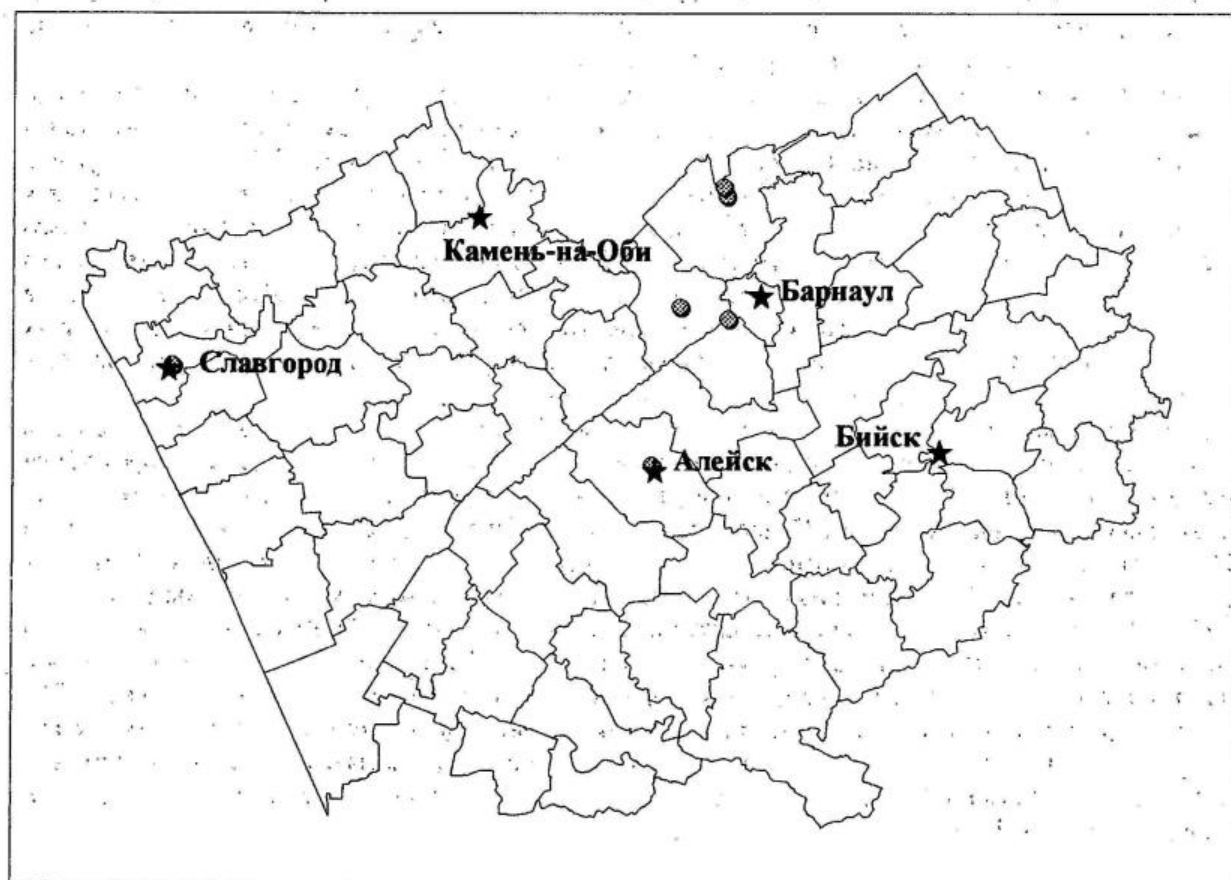 Камень-на-Оби
Барнаул
Славгород
Бийск
Алейск